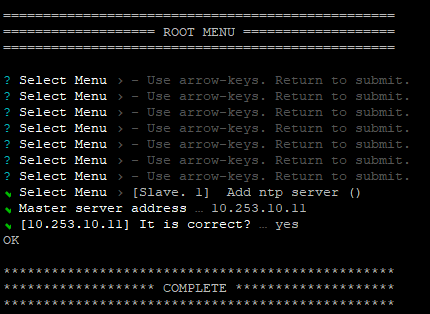 ==================================================
=================== ROOT MENU ===================
==================================================
? Select Menu › - Use arrow-keys. Return to submit.
? Select Menu › - Use arrow-keys. Return to submit.
? Select Menu › - Use arrow-keys. Return to submit.
? Select Menu › - Use arrow-keys. Return to submit.
? Select Menu › - Use arrow-keys. Return to submit.
? Select Menu › - Use arrow-keys. Return to submit.
? Select Menu › - Use arrow-keys. Return to submit.
✔ Select Menu › [Slave. 1]  Add ntp server ()
✔ Master server address … 10.253.10.11
✔ [10.253.10.11] It is correct? … yes
OK
**************************************************
******************* COMPLETE ********************
**************************************************